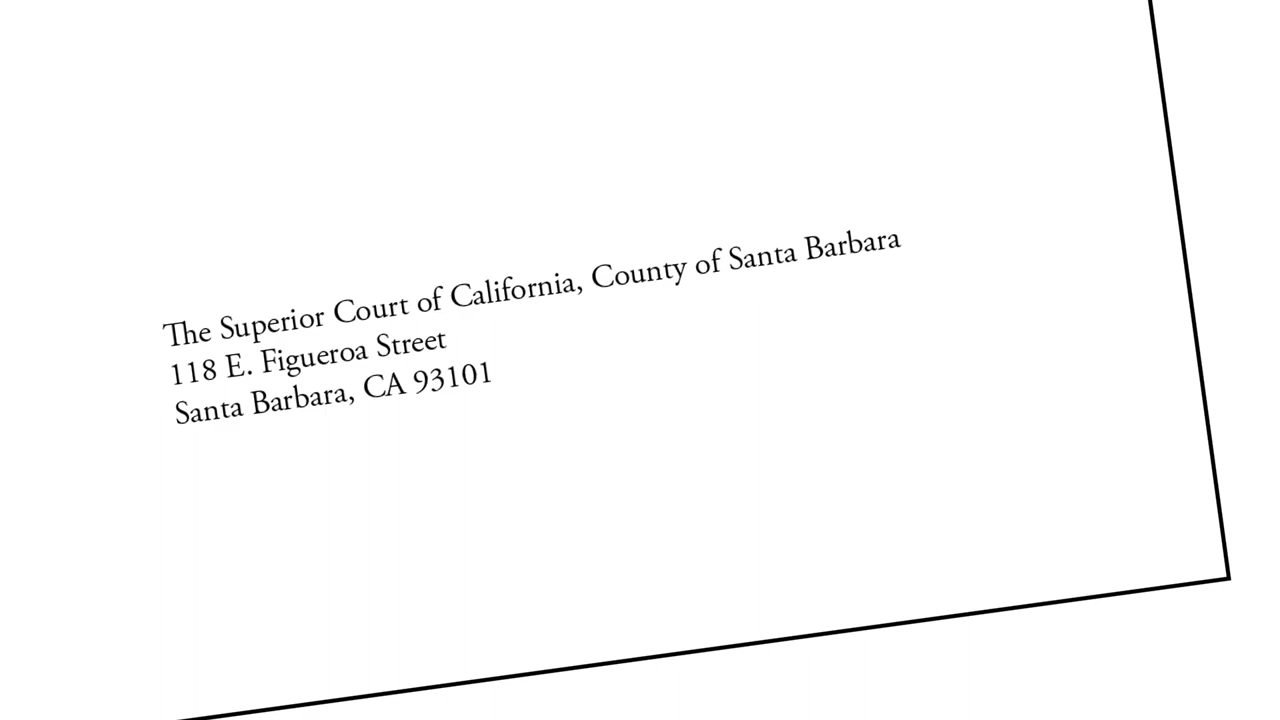 The Superior Court of California, County of Santa Barbara
118 E. Figueroa Street
Santa Barbara, CA 93101